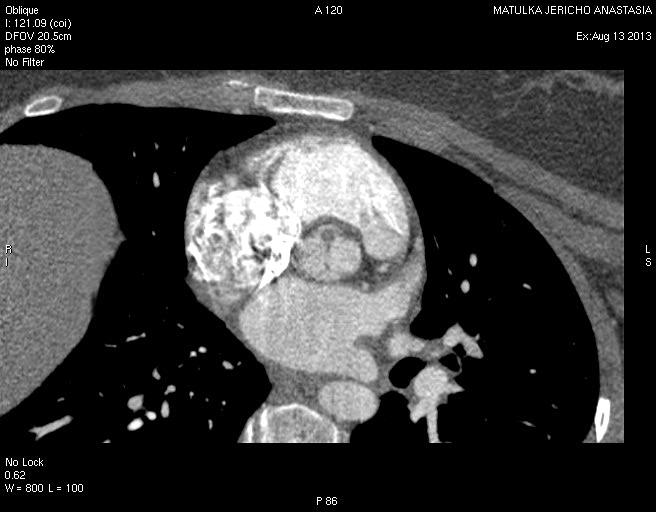 Oblique
I: 121.09 (coi)
DFOV 20.5cm
phase 80%
No Filter
A 120
MATULKA JERICHO ANASTASIA
Ex:Aug 13 2013
R
I
L
S
No Lock
0.62
W = 800 L = 100
P 86